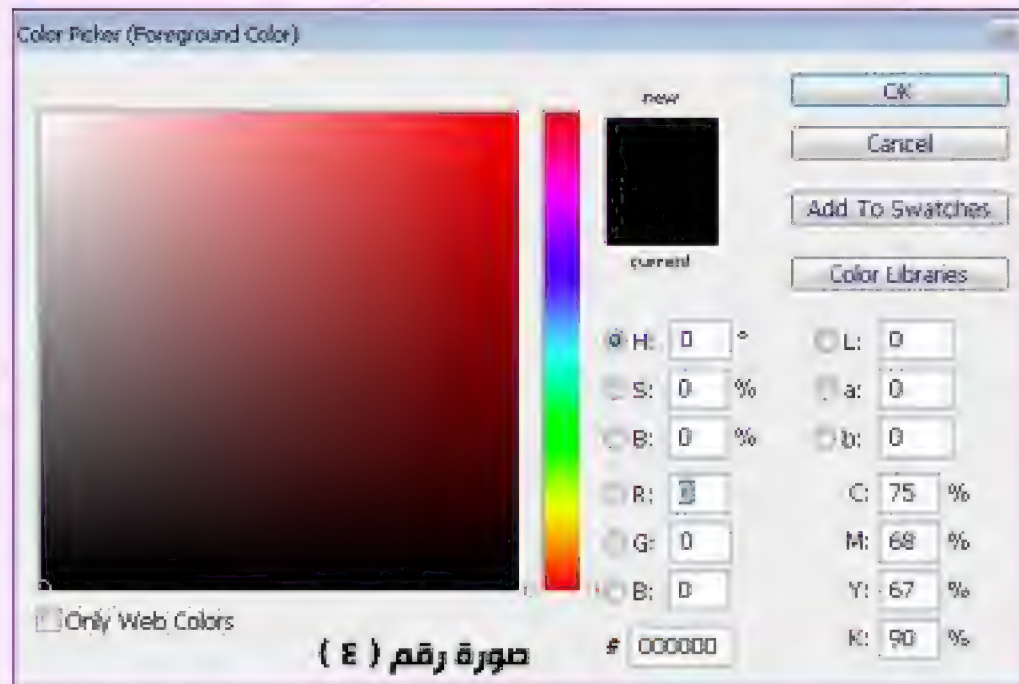 Color Picker (Foreground Color)
new
current
OK
Cancel
Add To Swatches
Color Libraries
H: 0 °
S: 0 %
B: 0 %
R: 0
G: 0
B: 0
# 000000
L: 0
a: 0
b: 0
C: 75 %
M: 68 %
Y: 67 %
K: 90 %
Only Web Colors
صورة رقم ( ٤ )